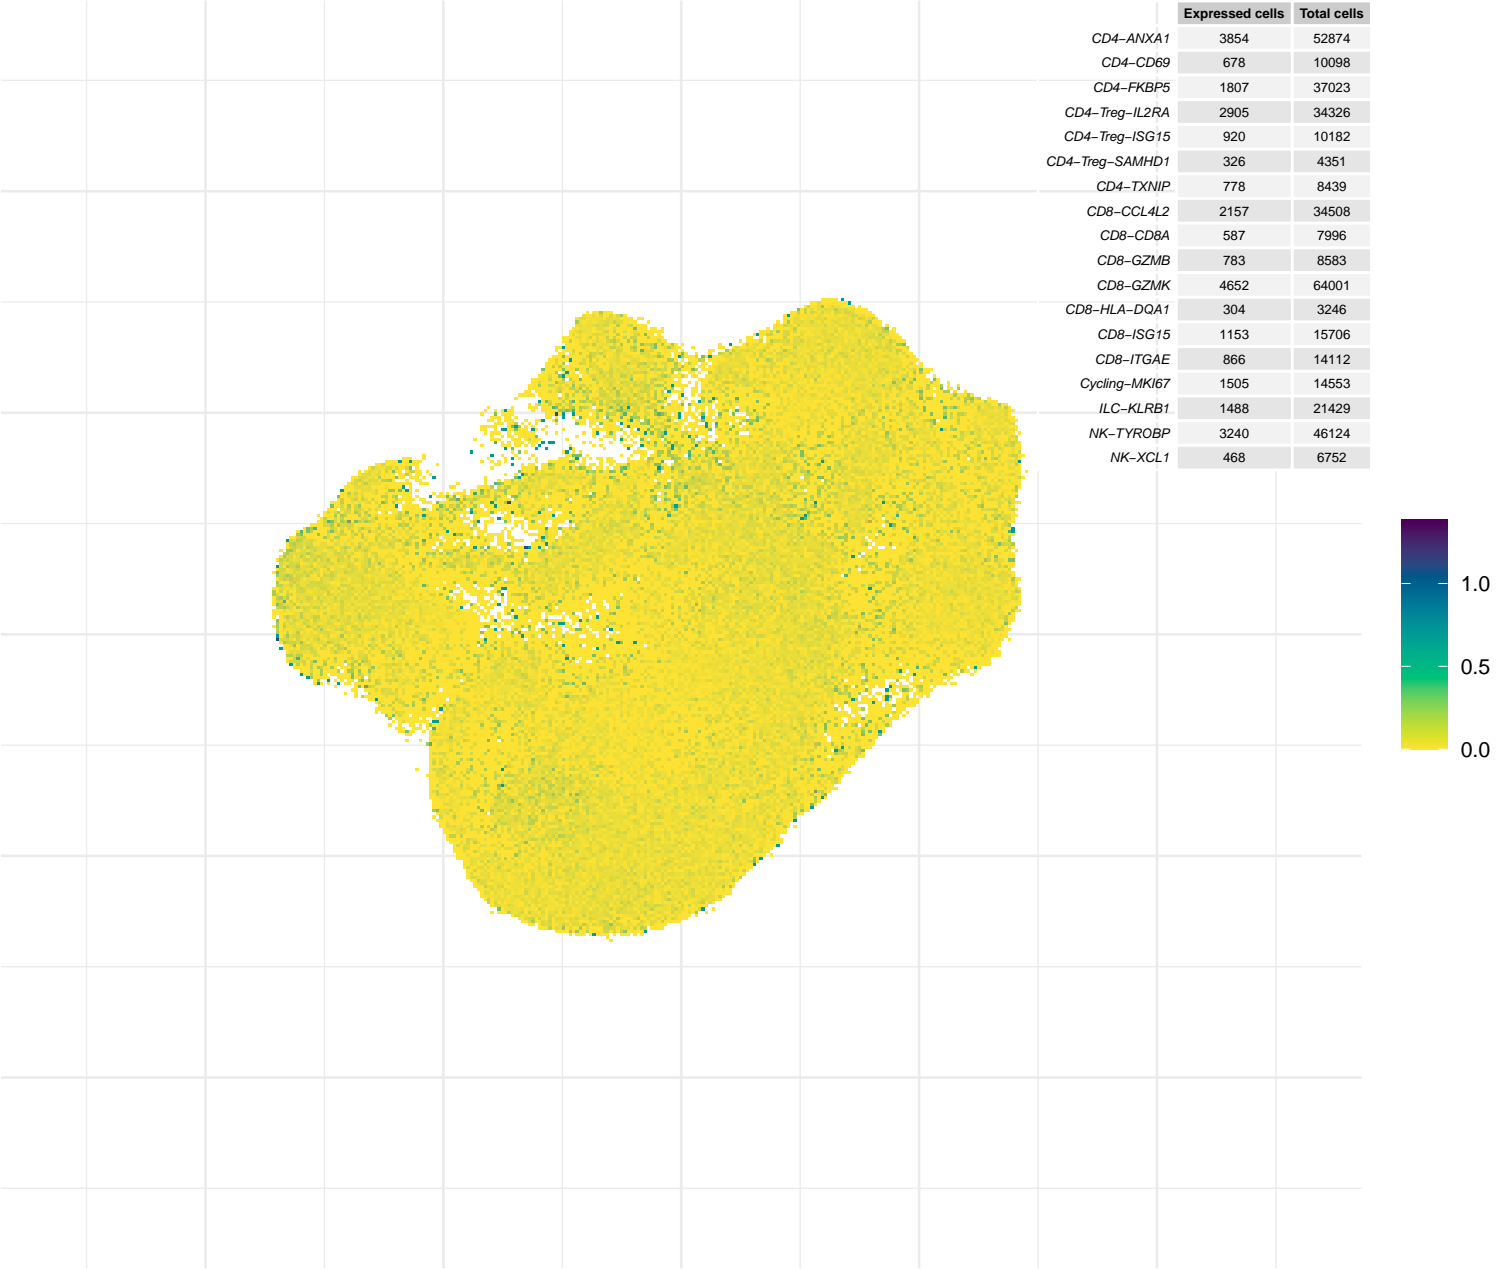 Expressed cells Total cells
CD4−ANXA1 3854 52874
CD4−CD69 678 10098
CD4−FKBP5 1807 37023
CD4−Treg−IL2RA 2905 34326
CD4−Treg−ISG15 920 10182
CD4−Treg−SAMHD1 326 4351
CD4−TXNIP 778 8439
CD8−CCL4L2 2157 34508
CD8−CD8A 587 7996
CD8−GZMB 783 8583
CD8−GZMK 4652 64001
CD8−HLA−DQA1 304 3246
CD8−ISG15 1153 15706
CD8−ITGAE 866 14112
Cycling−MKI67 1505 14553
ILC−KLRB1 1488 21429
NK−TYROBP 3240 46124
NK−XCL1 468 6752
1.0
0.5
0.0